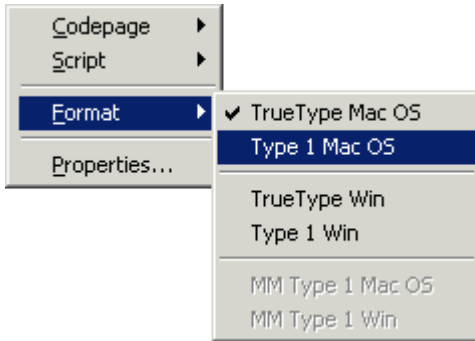 Codepage
Script
Format
Properties...
TrueType Mac OS
Type 1 Mac OS
TrueType Win
Type 1 Win
MM Type 1 Mac OS
MM Type 1 Win